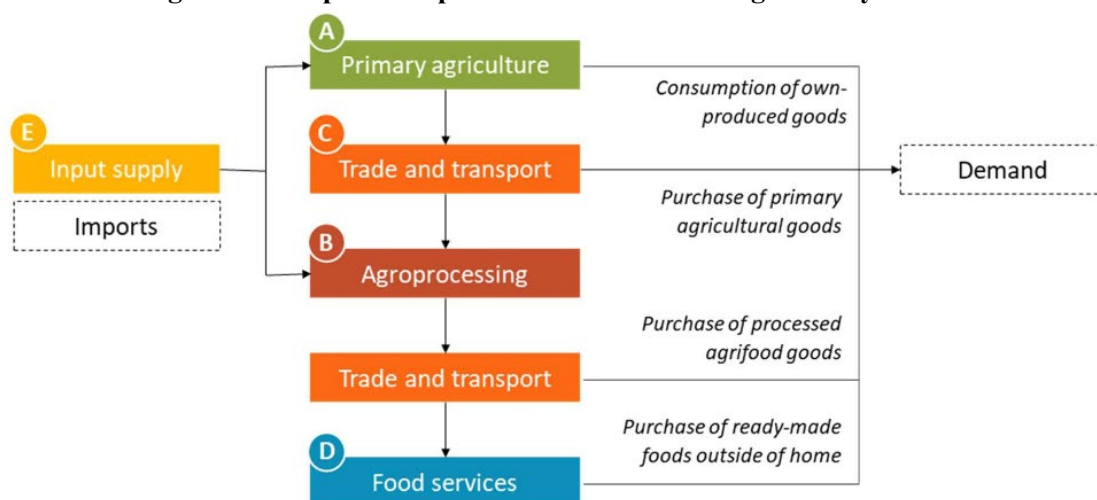 A
Primary agriculture
Consumption of own-
produced goods
E
Input supply
Imports
C
Trade and transport
Demand
Purchase of primary
agricultural goods
B
Agroprocessing
Purchase of processed
agrifood goods
Trade and transport
Purchase of ready-made
foods outside of home
D
Food services